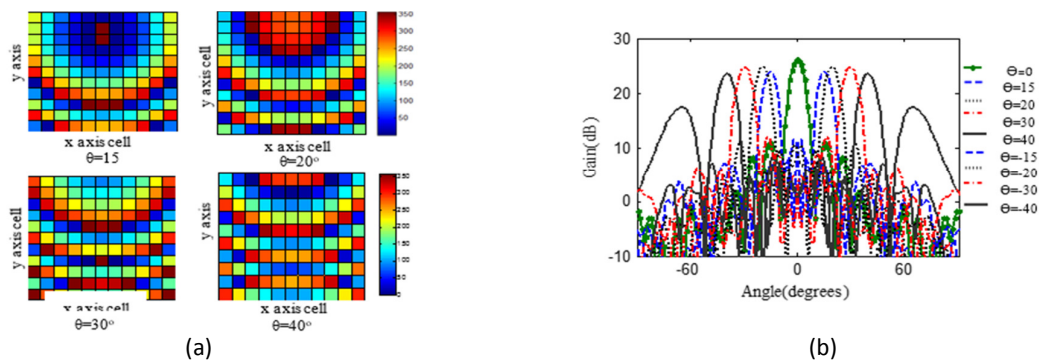 y axis
x axis cell
θ=15
y axis cell
x axis cell
θ=20°
350
300
250
200
150
100
50
y axis cell
x axis cell
θ=30°
y axis
x axis cell
θ=40°
350
300
250
200
150
100
50
0
(a)
30
20
10
0
-10
Gain(dB)
-60
0
60
Angle(degrees)
ϴ=0
ϴ=15
ϴ=20
ϴ=30
ϴ=40
ϴ=-15
ϴ=-20
ϴ=-30
ϴ=-40
(b)